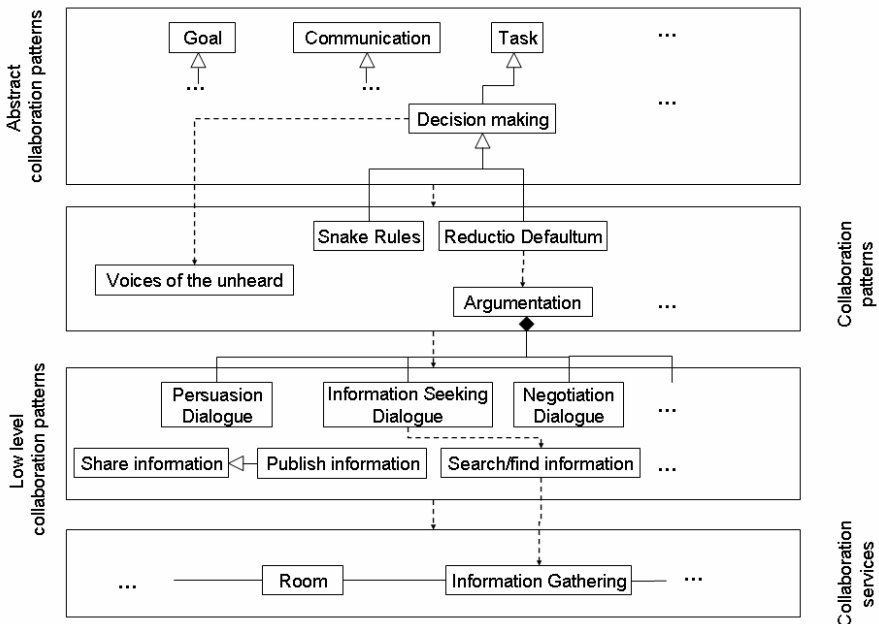 Abstract
collaboration patterns
Goal
Communication
Task
...
...
...
...
Decision making
Collaboration
patterns
Snake Rules
Reductio Defaultum
Voices of the unheard
Argumentation
...
Low level
collaboration patterns
Persuasion
Dialogue
Information Seeking
Dialogue
Negotiation
Dialogue
...
Share information
Publish information
Search/find information
...
Collaboration
services
...
Room
Information Gathering
...